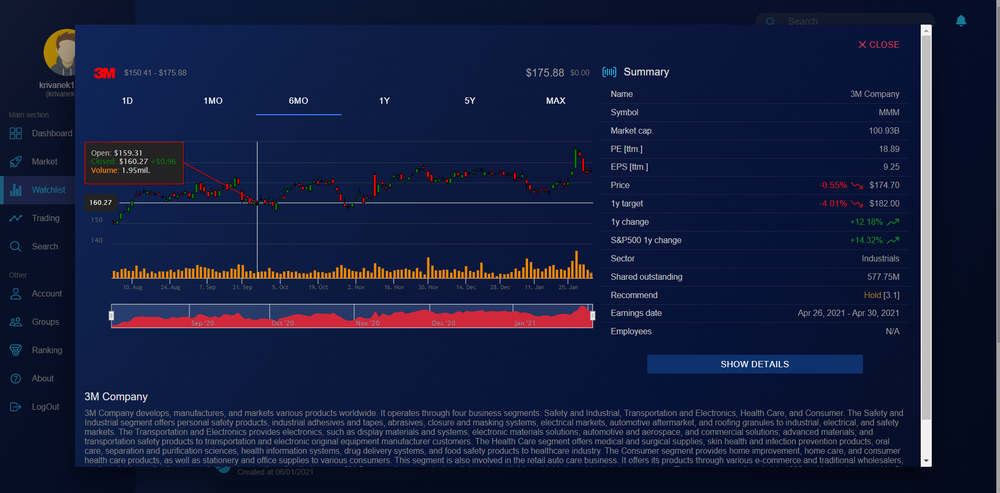 Search
CLOSE
krivanek1
(krivanek
Main section
Dashboard
Market
Watchlist
Trading
Search
Other
Account
Groups
Ranking
About
LogOut
3M $150.41 - $175.88 $175.88 $0.00
1D 1MO 6MO 1Y 5Y MAX
Open: $159.31
Closed: $160.27 +$0.96
Volume: 1.95mil.
160.27
150
140
10. Aug 24. Aug 7. Sep 21. Sep 5. Oct 19. Oct 2. Nov 16. Nov 30. Nov 14. Dec 28. Dec 11. Jan 25. Jan
Sep '20 Oct '20 Nov '20 Dec '20 Jan '21
Summary
Name 3M Company
Symbol MMM
Market cap. 100.93B
PE [ttm.] 18.89
EPS [ttm.] 9.25
Price -0.55% $174.70
1y target -4.01% $182.00
1y change +12.18%
S&P500 1y change +14.32%
Sector Industrials
Shared outstanding 577.75M
Recommend Hold [3.1]
Earnings date Apr 26, 2021 - Apr 30, 2021
Employees N/A
SHOW DETAILS
3M Company
3M Company develops, manufactures, and markets various products worldwide. It operates through four business segments: Safety and Industrial, Transportation and Electronics, Health Care, and Consumer. The Safety and
Industrial segment offers personal safety products, industrial adhesives and tapes, abrasives, closure and masking systems, electrical markets, automotive aftermarket, and roofing granules to industrial, electrical, and safety
markets. The Transportation and Electronics provides electronics, such as display materials and systems, electronic materials solutions; automotive and aerospace, and commercial solutions; advanced materials; and
transportation safety products to transportation and electronic original equipment manufacturer customers. The Health Care segment offers medical and surgical supplies, skin health and infection prevention products, oral
care, separation and purification sciences, health information systems, drug delivery systems, and food safety products to healthcare industry. The Consumer segment provides home improvement, home care, and consumer
health care products, as well as stationery and office supplies to various consumers. This segment is also involved in the retail auto care business. It offers its products through various e-commerce and traditional wholesalers,
Created at 06/01/2021